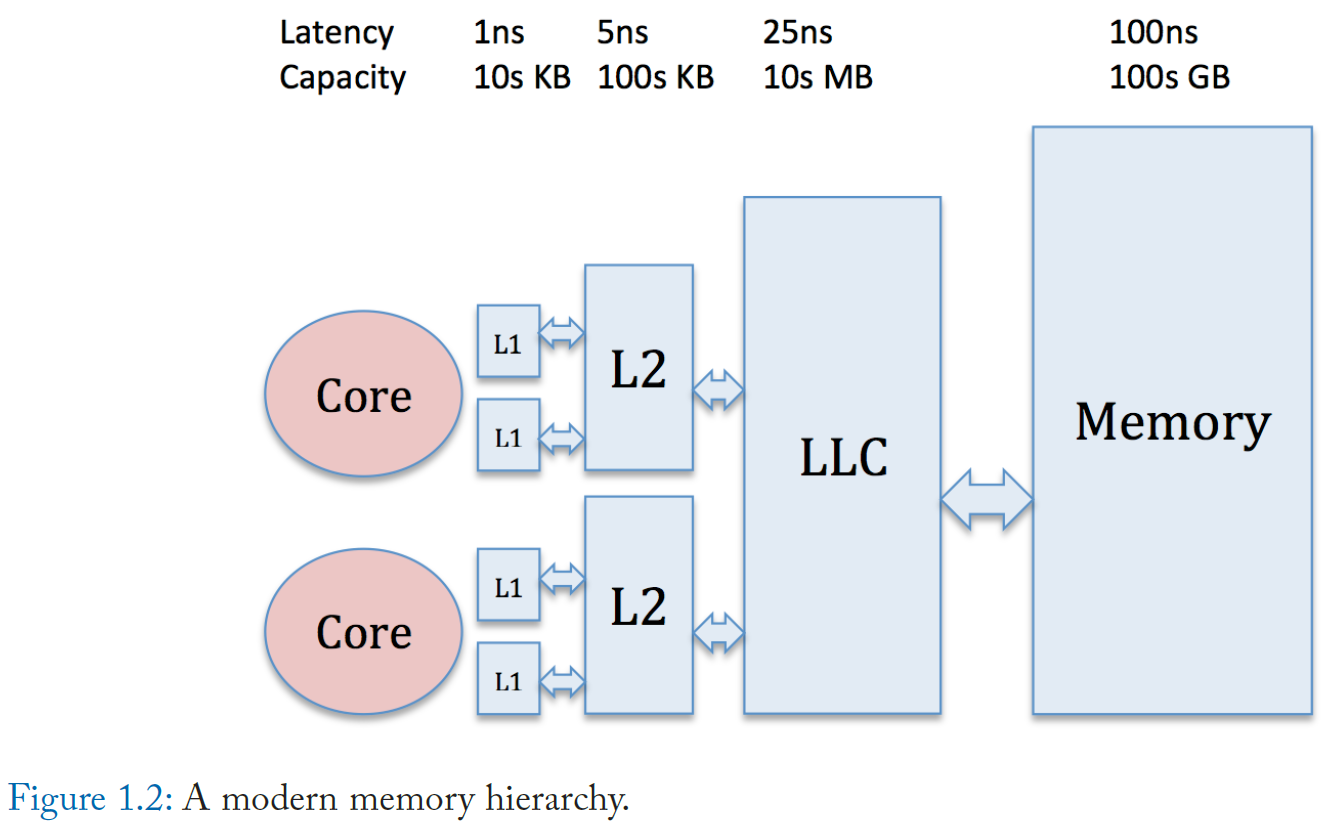 Latency 1ns 5ns 25ns 100ns
Capacity 10s KB 100s KB 10s MB 100s GB
L1
L2
Core
L1
LLC
Memory
L1
L2
Core
L1
Figure 1.2: A modern memory hierarchy.